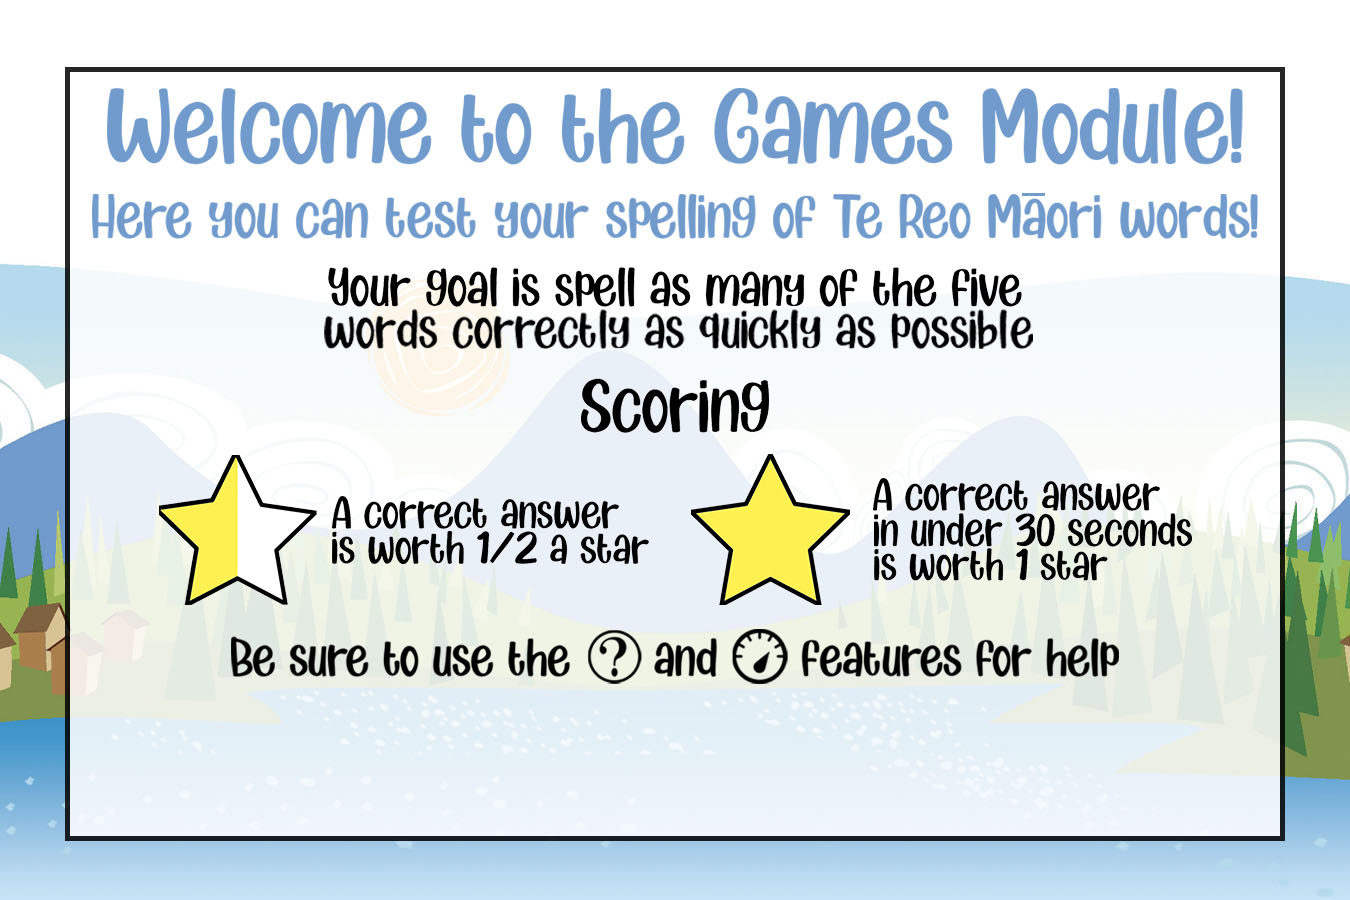 Welcome to the Games Module!
Here you can test your spelling of Te Reo Māori words!
Your goal is spell as many of the five
words correctly as quickly as possible
Scoring
A correct answer
is worth 1/2 a star
A correct answer
in under 30 seconds
is worth 1 star
Be sure to use the ? and features for help